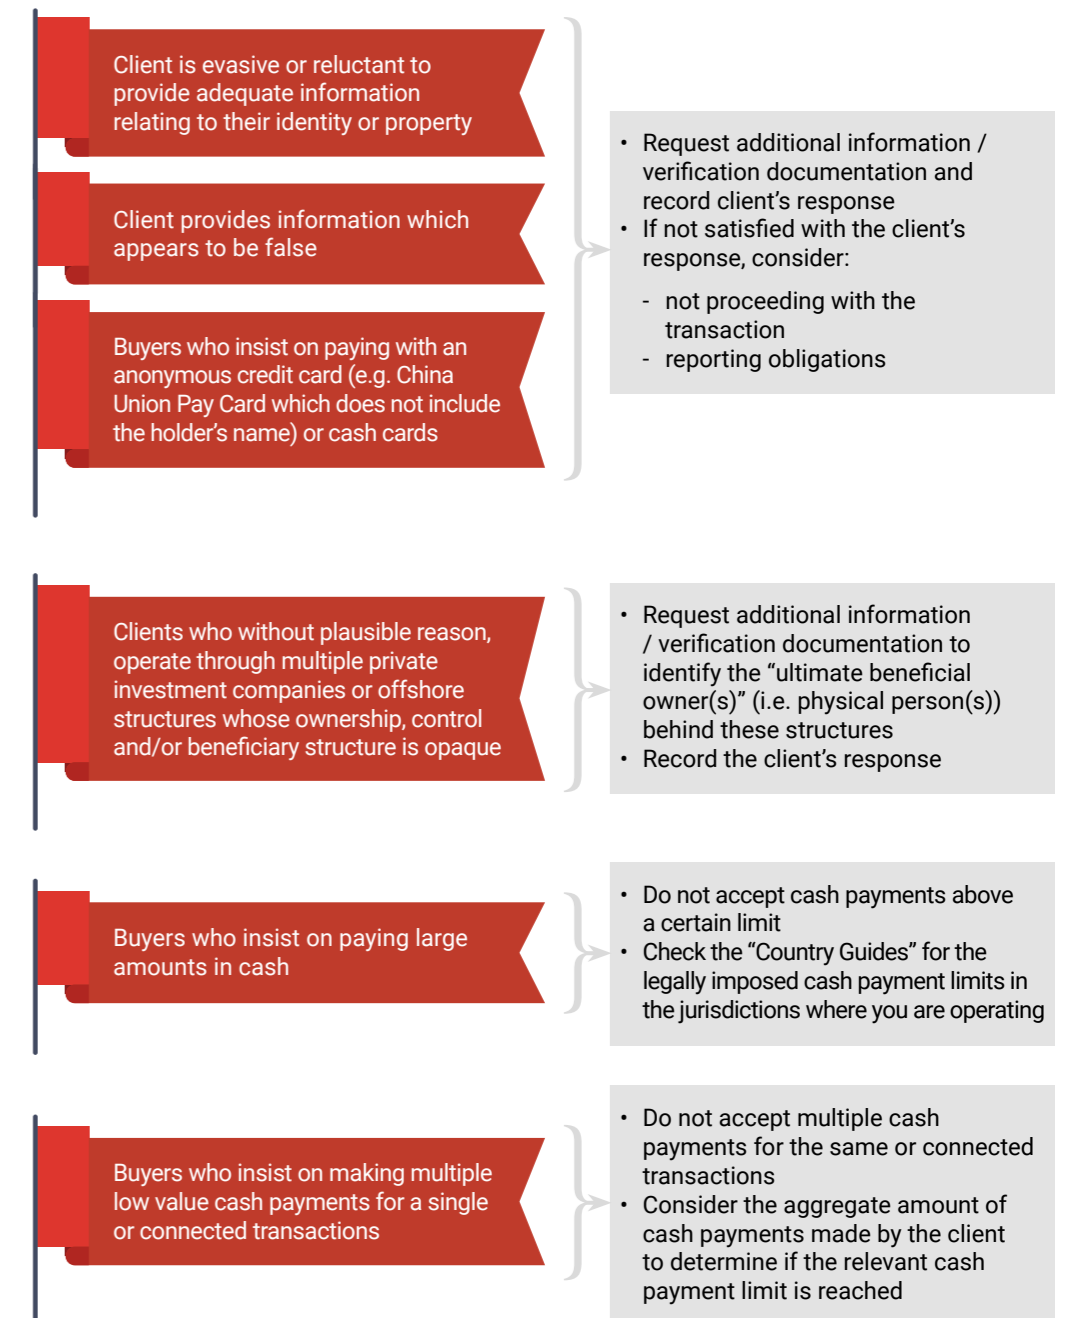 Client is evasive or reluctant to
provide adequate information
relating to their identity or property
Client provides information which
appears to be false
Buyers who insist on paying with an
anonymous credit card (e.g. China
Union Pay Card which does not include
the holder’s name) or cash cards
• Request additional information /
verification documentation and
record client’s response
• If not satisfied with the client’s
response, consider:
- not proceeding with the
transaction
- reporting obligations
Clients who without plausible reason,
operate through multiple private
investment companies or offshore
structures whose ownership, control
and/or beneficiary structure is opaque
• Request additional information
/ verification documentation to
identify the “ultimate beneficial
owner(s)” (i.e. physical person(s))
behind these structures
• Record the client’s response
Buyers who insist on paying large
amounts in cash
• Do not accept cash payments above
a certain limit
• Check the “Country Guides” for the
legally imposed cash payment limits in
the jurisdictions where you are operating
Buyers who insist on making multiple
low value cash payments for a single
or connected transactions
• Do not accept multiple cash
payments for the same or connected
transactions
• Consider the aggregate amount of
cash payments made by the client
to determine if the relevant cash
payment limit is reached